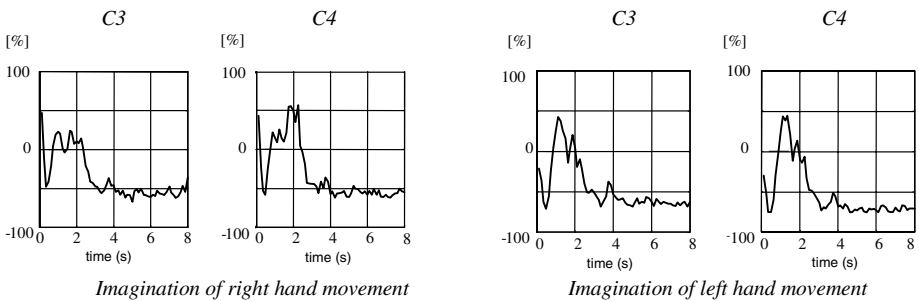 C3 C4 C3 C4
[%] [%] [%] [%]
100 100 100 100
0 0 0 0
-100 -100 -100 -100
0 2 4 6 8 0 2 4 6 8 0 2 4 6 8 0 2 4 6 8
time (s) time (s) time (s) time (s)
Imagination of right hand movement Imagination of left hand movement